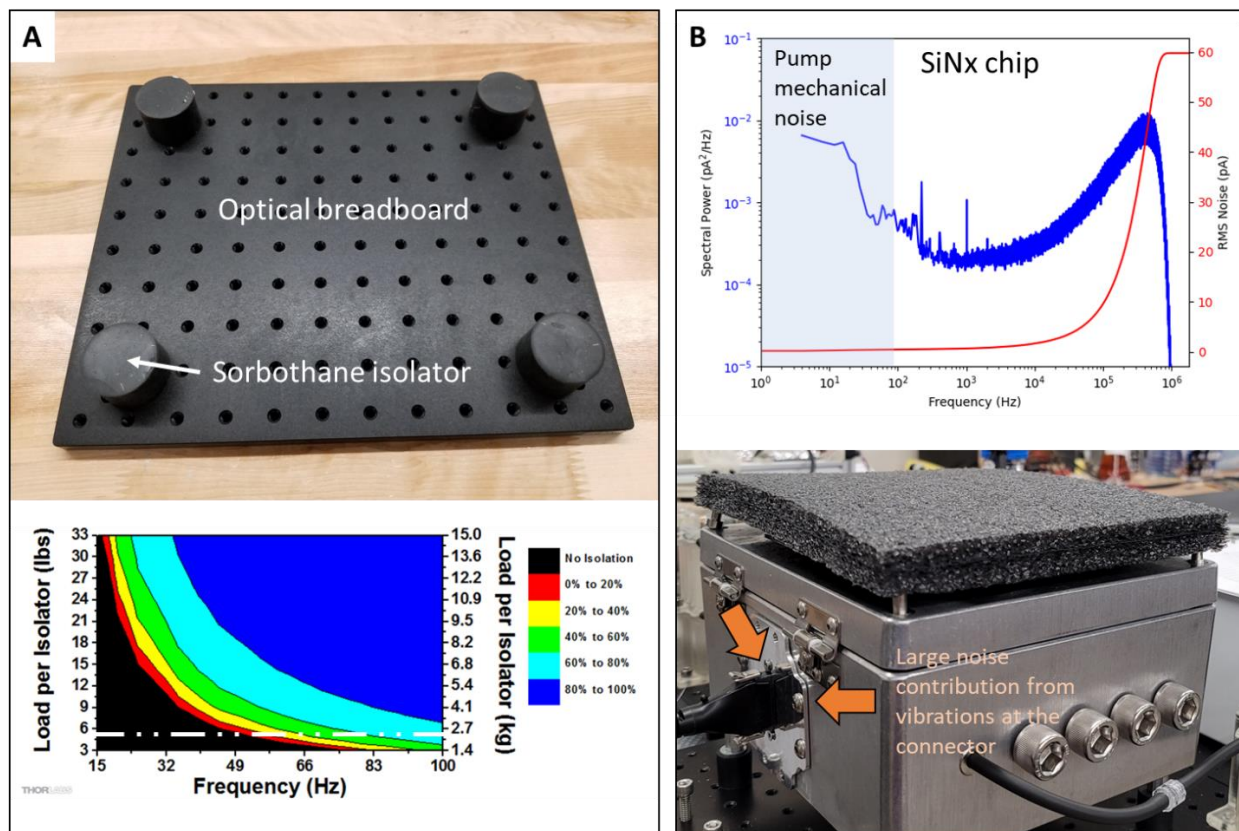 A
Optical breadboard
Sorbothane isolator
Load per Isolator (lbs)
33
30
27
24
21
18
15
12
9
6
3
15
32
49
66
83
100
Frequency (Hz)
15.0
13.6
12.2
10.9
9.5
8.2
6.8
5.4
4.1
2.7
1.4
Load per Isolator (kg)
No Isolation
0% to 20%
20% to 40%
40% to 60%
60% to 80%
80% to 100%
THORLABS
B
Pump
mechanical
noise
SiNx chip
Spectral Power (pA²/Hz)
10⁻¹
10⁻²
10⁻³
10⁻⁴
10⁻⁵
10⁰
10¹
10²
10³
10⁴
10⁵
10⁶
Frequency (Hz)
60
50
40
30
20
10
0
RMS Noise (pA)
Large noise
contribution from
vibrations at the
connector